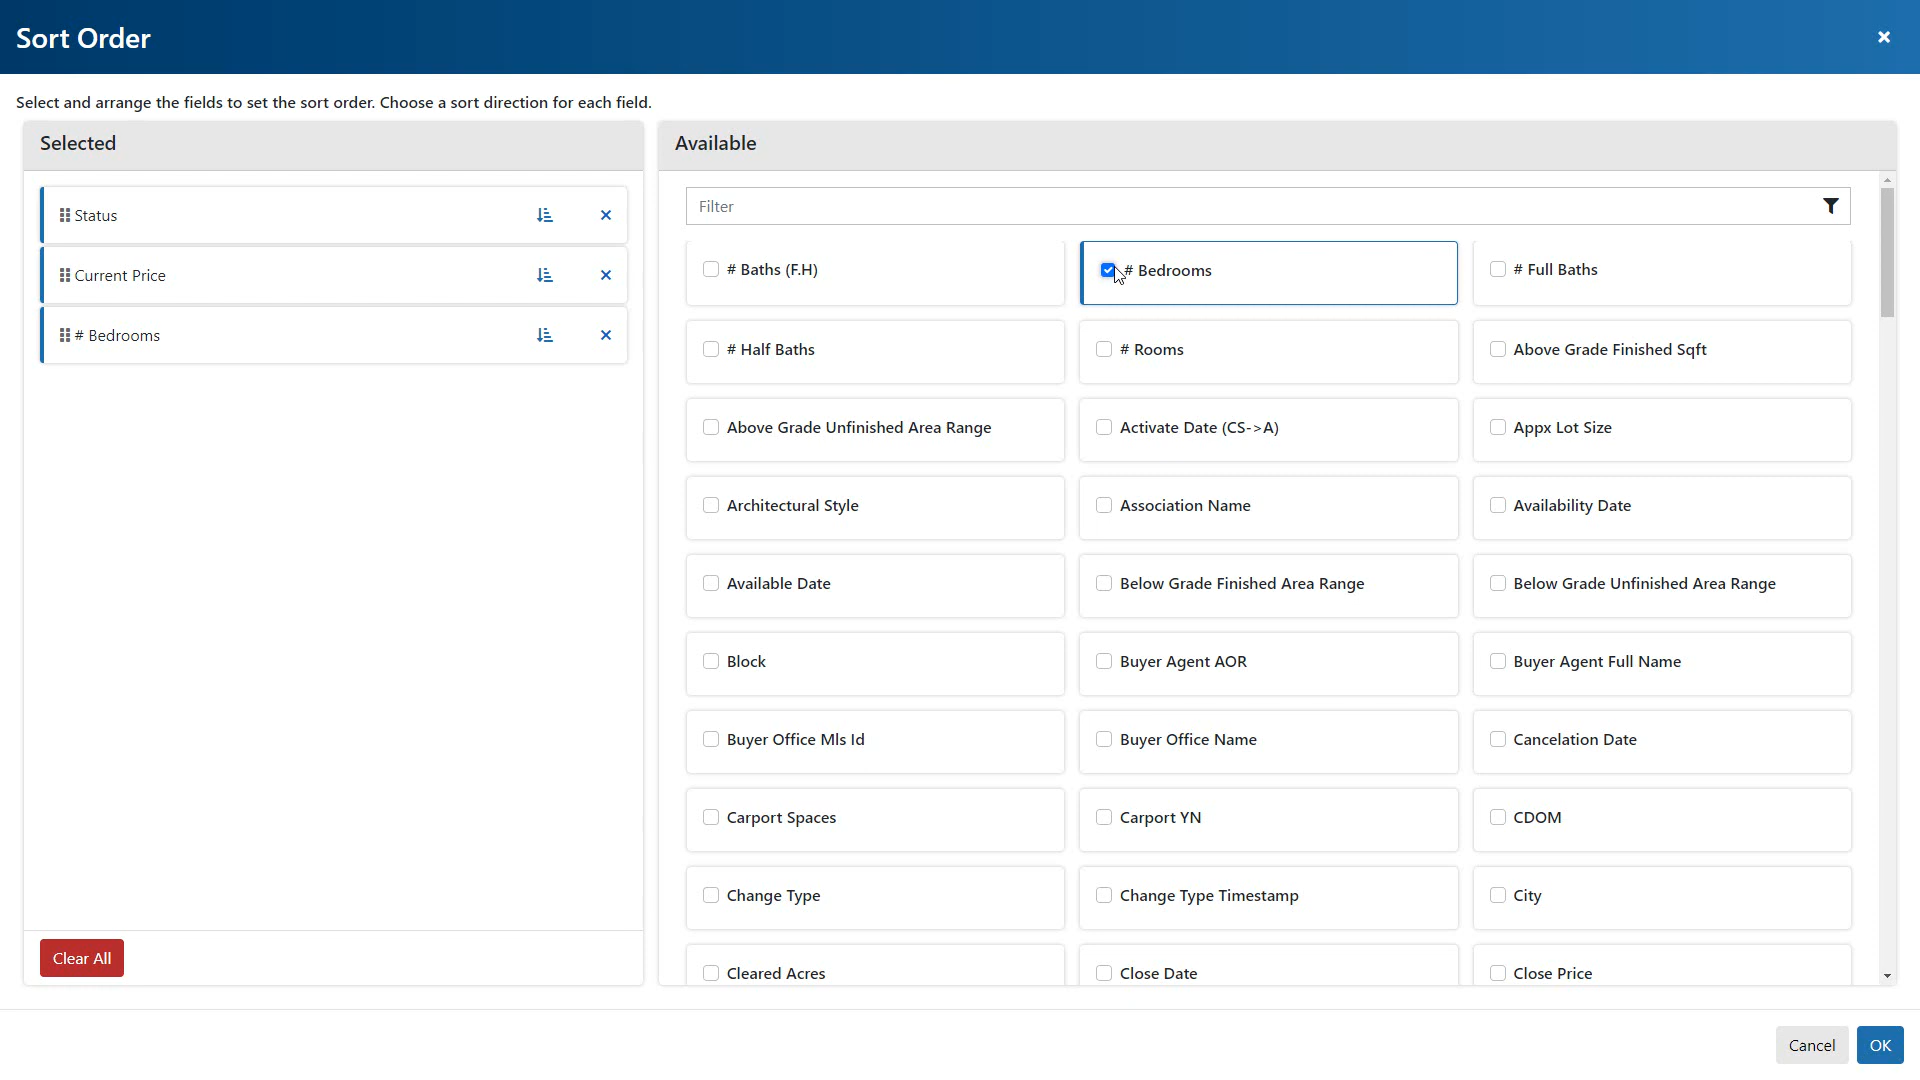 Sort Order
Select and arrange the fields to set the sort order. Choose a sort direction for each field.
Selected
Status
Current Price
# Bedrooms
Clear All
Available
Filter
# Baths (F.H)
# Bedrooms
# Full Baths
# Half Baths
# Rooms
Above Grade Finished Sqft
Above Grade Unfinished Area Range
Activate Date (CS->A)
Appx Lot Size
Architectural Style
Association Name
Availability Date
Available Date
Below Grade Finished Area Range
Below Grade Unfinished Area Range
Block
Buyer Agent AOR
Buyer Agent Full Name
Buyer Office Mls Id
Buyer Office Name
Cancelation Date
Carport Spaces
Carport YN
CDOM
Change Type
Change Type Timestamp
City
Cleared Acres
Close Date
Close Price
Cancel
OK